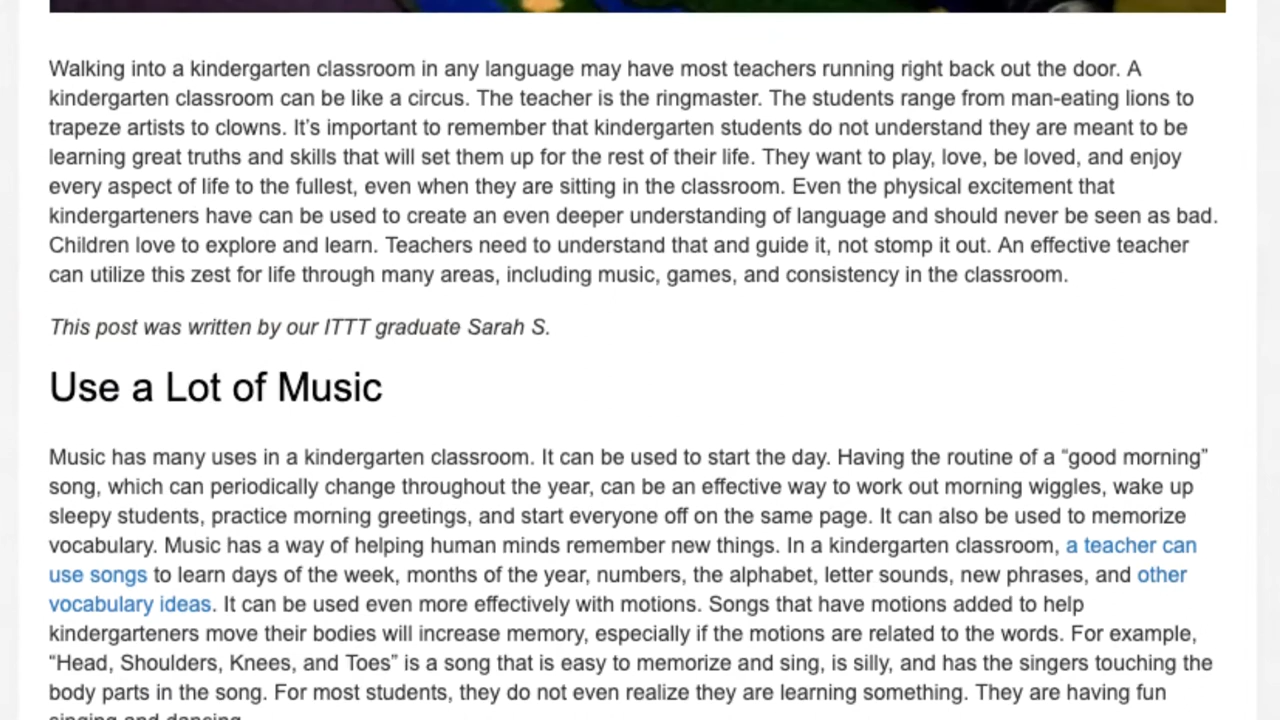 Walking into a kindergarten classroom in any language may have most teachers running right back out the door. A
kindergarten classroom can be like a circus. The teacher is the ringmaster. The students range from man-eating lions to
trapeze artists to clowns. It’s important to remember that kindergarten students do not understand they are meant to be
learning great truths and skills that will set them up for the rest of their life. They want to play, love, be loved, and enjoy
every aspect of life to the fullest, even when they are sitting in the classroom. Even the physical excitement that
kindergarteners have can be used to create an even deeper understanding of language and should never be seen as bad.
Children love to explore and learn. Teachers need to understand that and guide it, not stomp it out. An effective teacher
can utilize this zest for life through many areas, including music, games, and consistency in the classroom.
This post was written by our ITTT graduate Sarah S.
Use a Lot of Music
Music has many uses in a kindergarten classroom. It can be used to start the day. Having the routine of a “good morning”
song, which can periodically change throughout the year, can be an effective way to work out morning wiggles, wake up
sleepy students, practice morning greetings, and start everyone off on the same page. It can also be used to memorize
vocabulary. Music has a way of helping human minds remember new things. In a kindergarten classroom, a teacher can
use songs to learn days of the week, months of the year, numbers, the alphabet, letter sounds, new phrases, and other
vocabulary ideas. It can be used even more effectively with motions. Songs that have motions added to help
kindergarteners move their bodies will increase memory, especially if the motions are related to the words. For example,
“Head, Shoulders, Knees, and Toes” is a song that is easy to memorize and sing, is silly, and has the singers touching the
body parts in the song. For most students, they do not even realize they are learning something. They are having fun
singing and dancing.